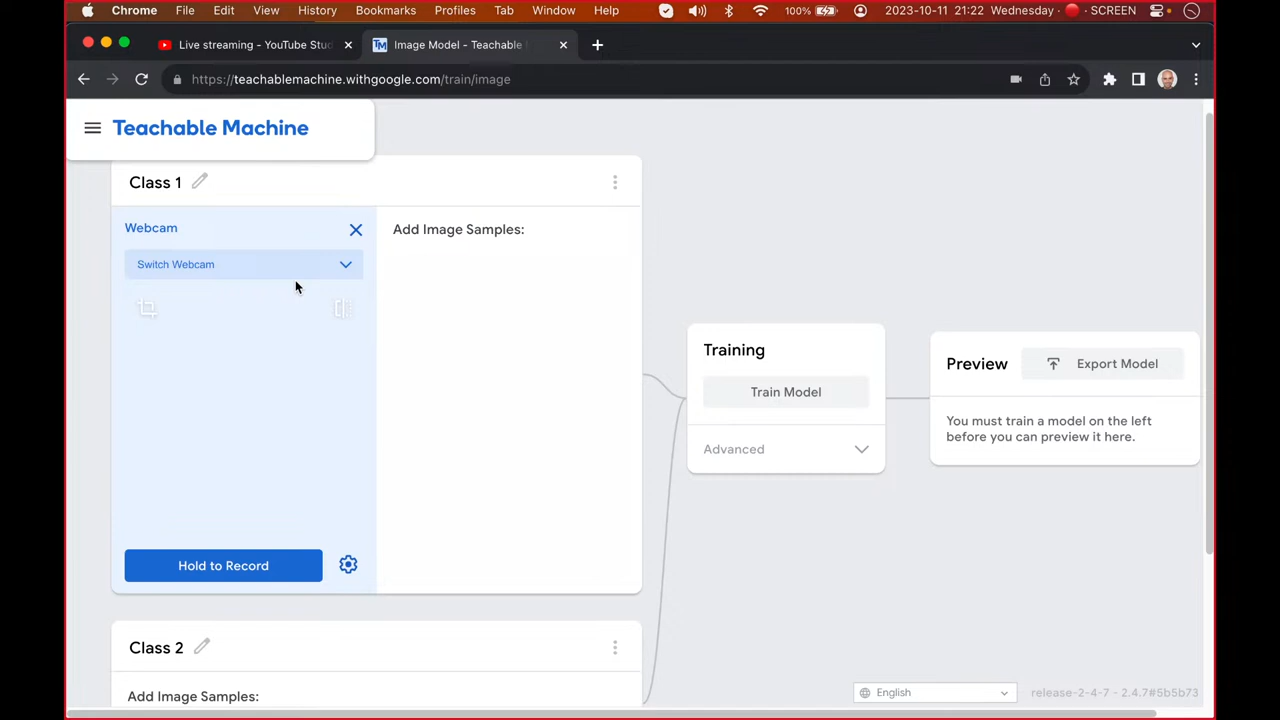 Chrome File Edit View History Bookmarks Profiles Tab Window Help 100% 2023-10-11 21:22 Wednesday · · SCREEN
Live streaming - YouTube Stud
Image Model - Teachable
https://teachablemachine.withgoogle.com/train/image
Teachable Machine
Class 1
Webcam
Switch Webcam
Add Image Samples:
Hold to Record
Class 2
Add Image Samples:
Training
Train Model
Advanced
Preview
Export Model
You must train a model on the left
before you can preview it here.
English
release-2-4-7 - 2.4.7#5b5b73